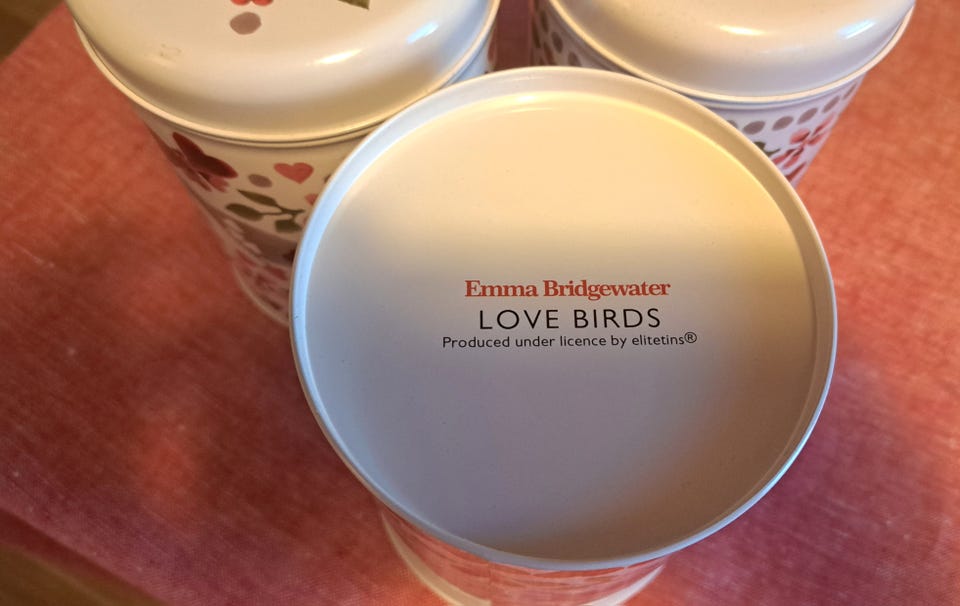 Emma Bridgewater
LOVE BIRDS
Produced under licence by elitetins®